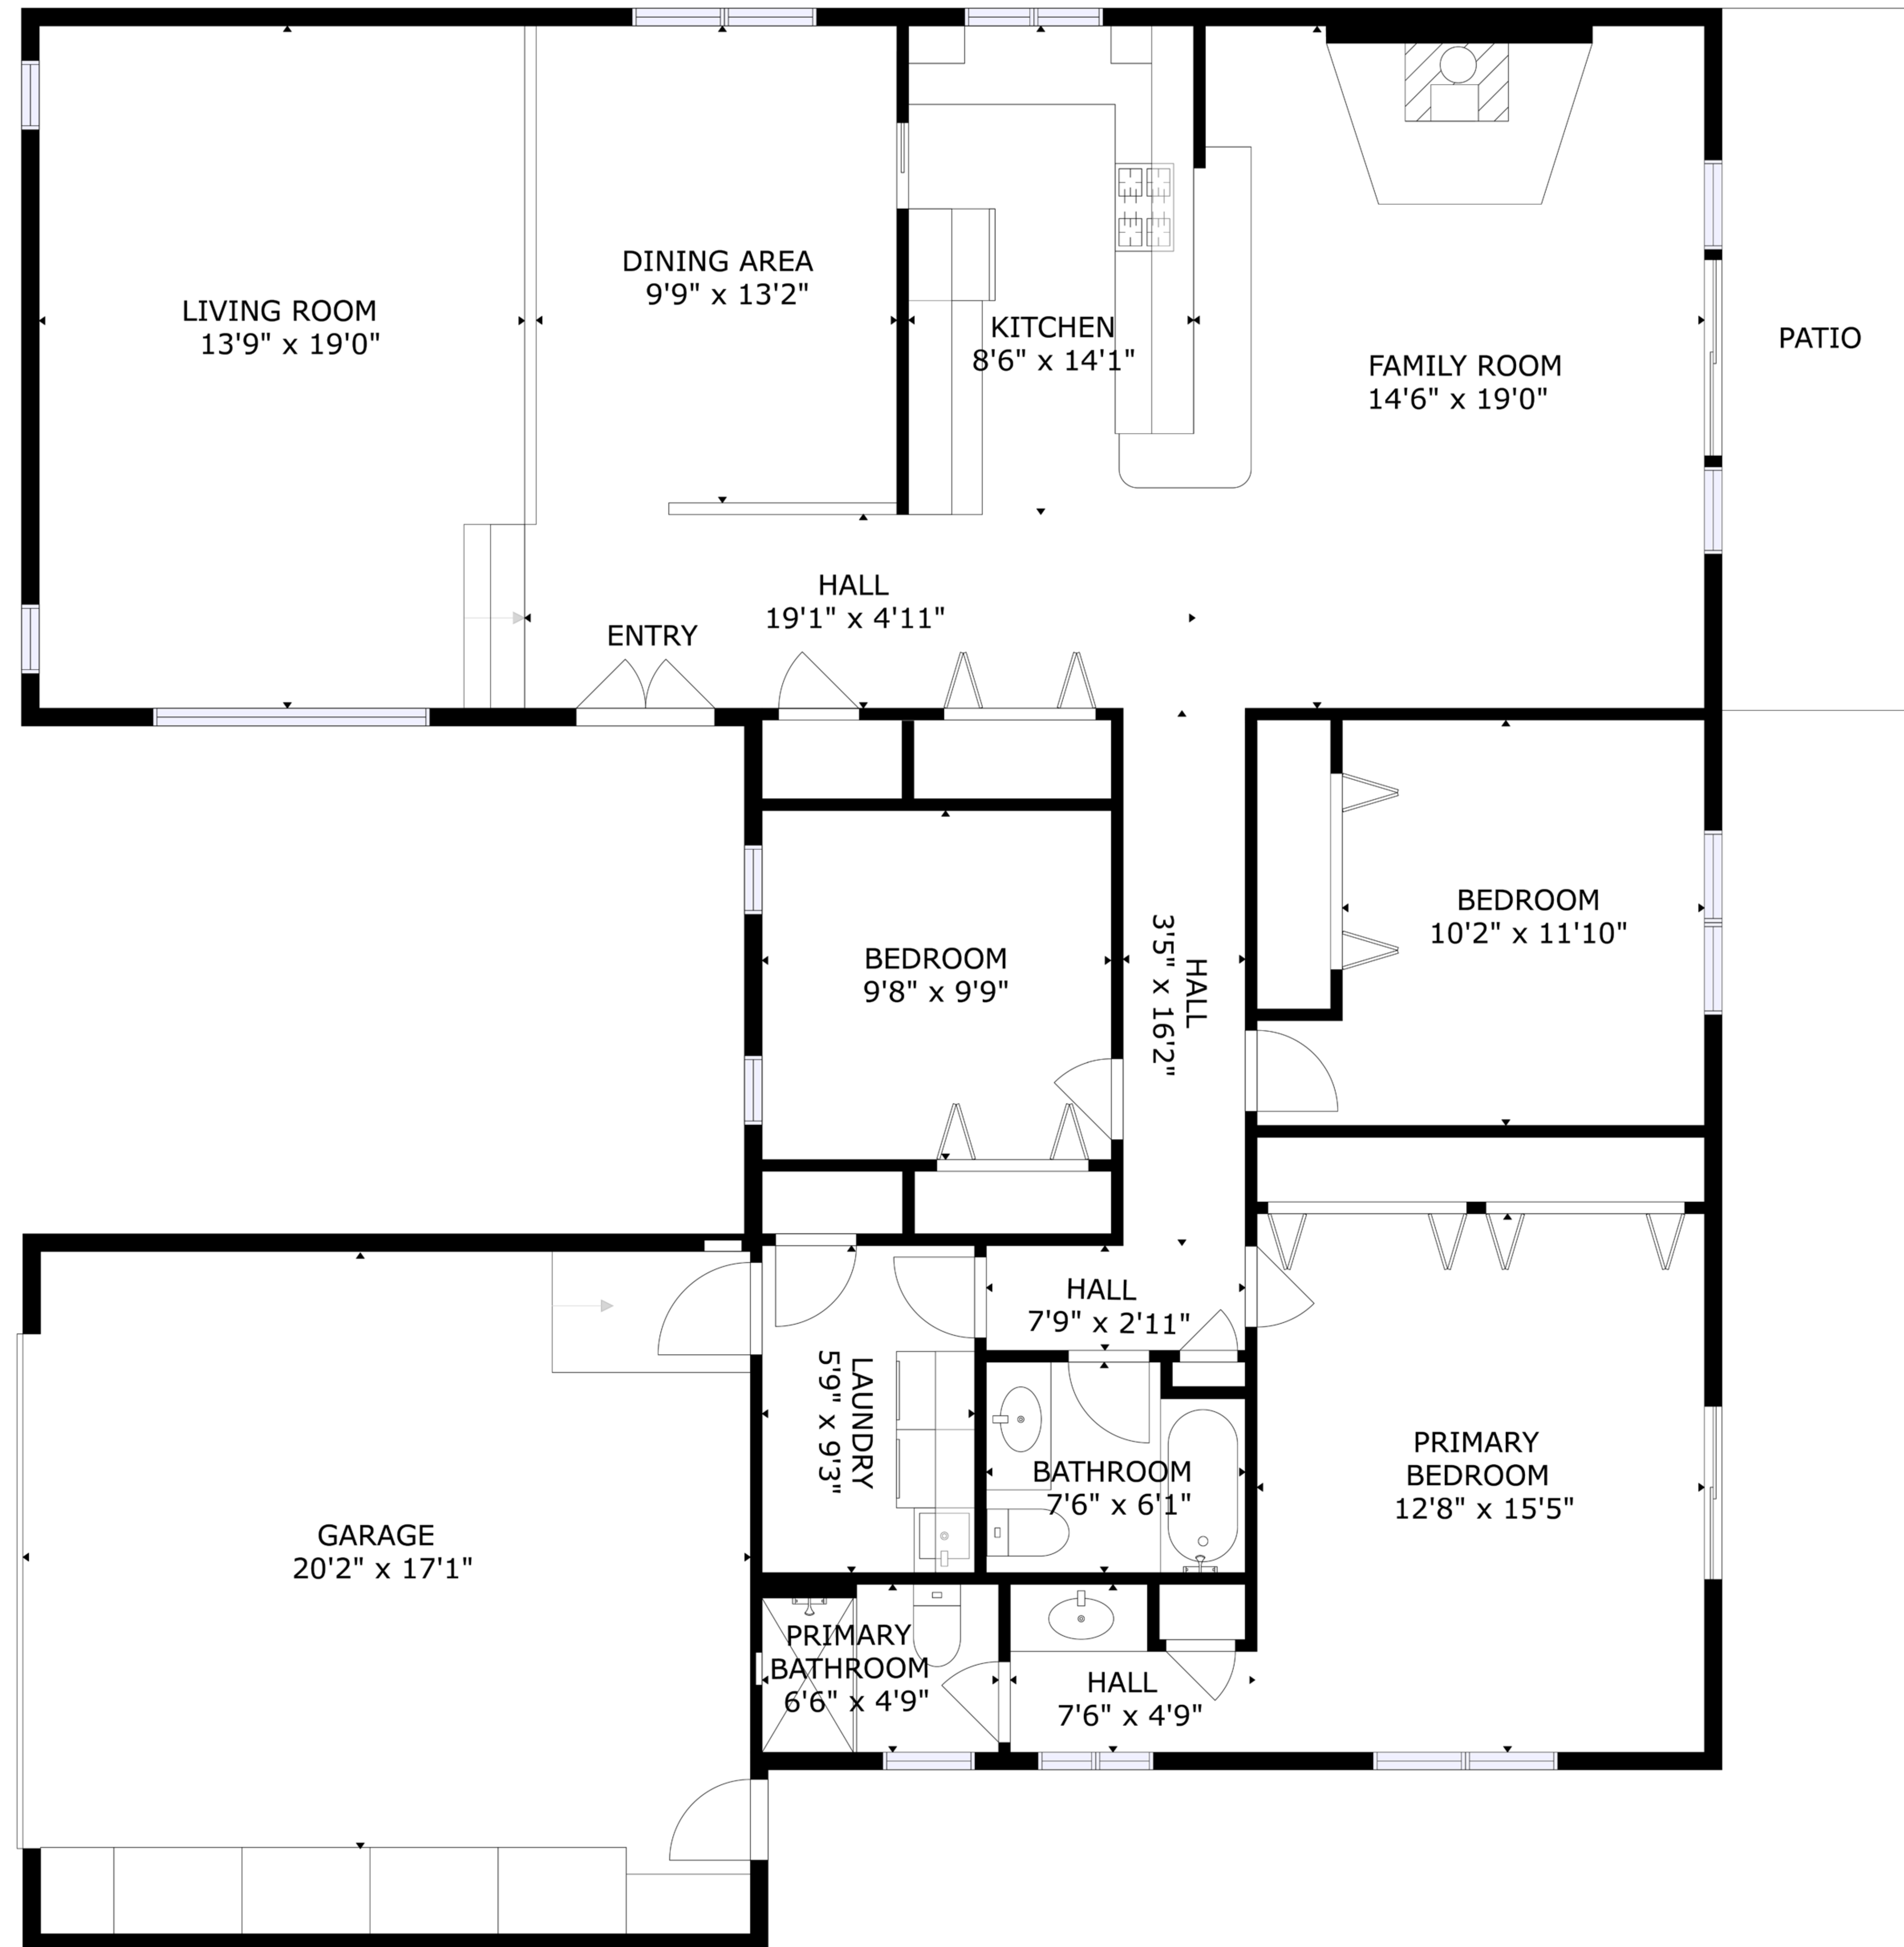 LIVING ROOM
13'9" x 19'0"
DINING AREA
9'9" x 13'2"
KITCHEN
8'6" x 14'1"
FAMILY ROOM
14'6" x 19'0"
PATIO
HALL
19'1" x 4'11"
ENTRY
BEDROOM
9'8" x 9'9"
HALL
3'5" x 16'2"
BEDROOM
10'2" x 11'10"
HALL
7'9" x 2'11"
LAUNDRY
5'9" x 9'3"
BATHROOM
7'6" x 6'1"
PRIMARY
BEDROOM
12'8" x 15'5"
GARAGE
20'2" x 17'1"
PRIMARY
BATHROOM
6'6" x 4'9"
HALL
7'6" x 4'9"